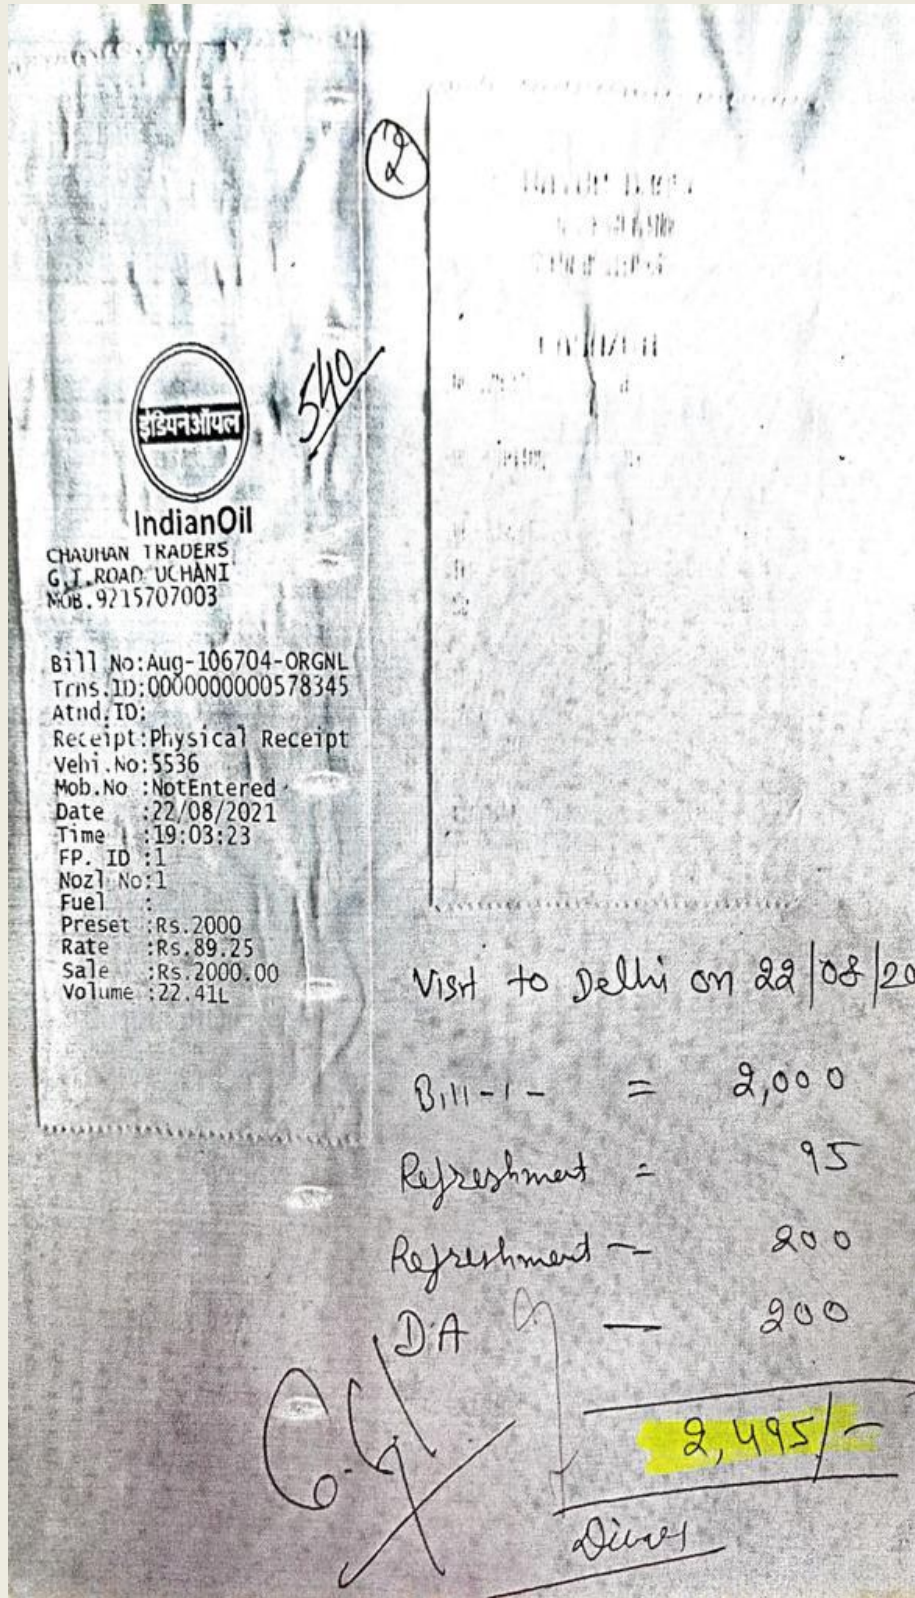 2
540
इंडियनऑयल
IndianOil
CHAUHAN TRADERS
G.T.ROAD UCHANI
MOB.9215707003
Bill No:Aug-106704-ORGNL
Trns.ID:0000000000578345
Atnd.ID:
Receipt:Physical Receipt
Vehi.No:5536
Mob.No :NotEntered
Date :22/08/2021
Time :19:03:23
FP. ID :1
Nozl No:1
Fuel :
Preset :Rs.2000
Rate :Rs.89.25
Sale :Rs.2000.00
Volume :22.41L
Visit to Delhi on 22/08/20
Bill-1- = 2,000
Refreshment = 95
Refreshment — 200
D.A — 200
2,495/-